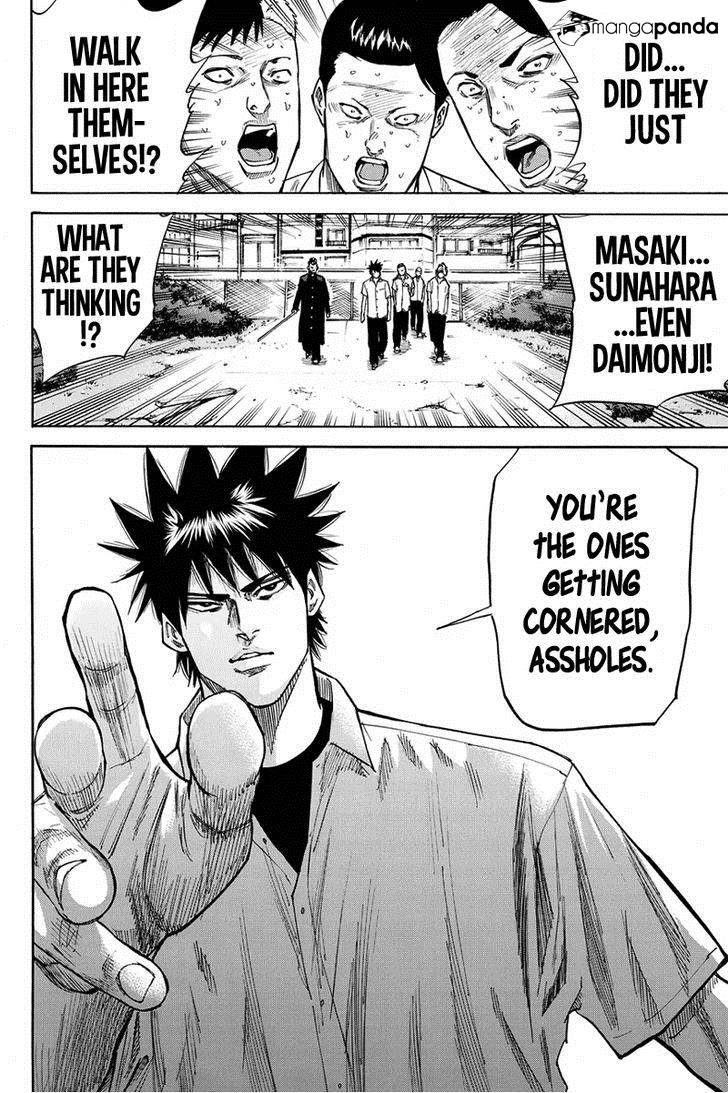 mangapanda
DID...
DID THEY
JUST
WALK
IN HERE
THEM-
SELVES!?
MASAKI...
SUNAHARA
...EVEN
DAIMONJI!
WHAT
ARE THEY
THINKING
!?
YOU'RE
THE ONES
GETTING
CORNERED,
ASSHOLES.